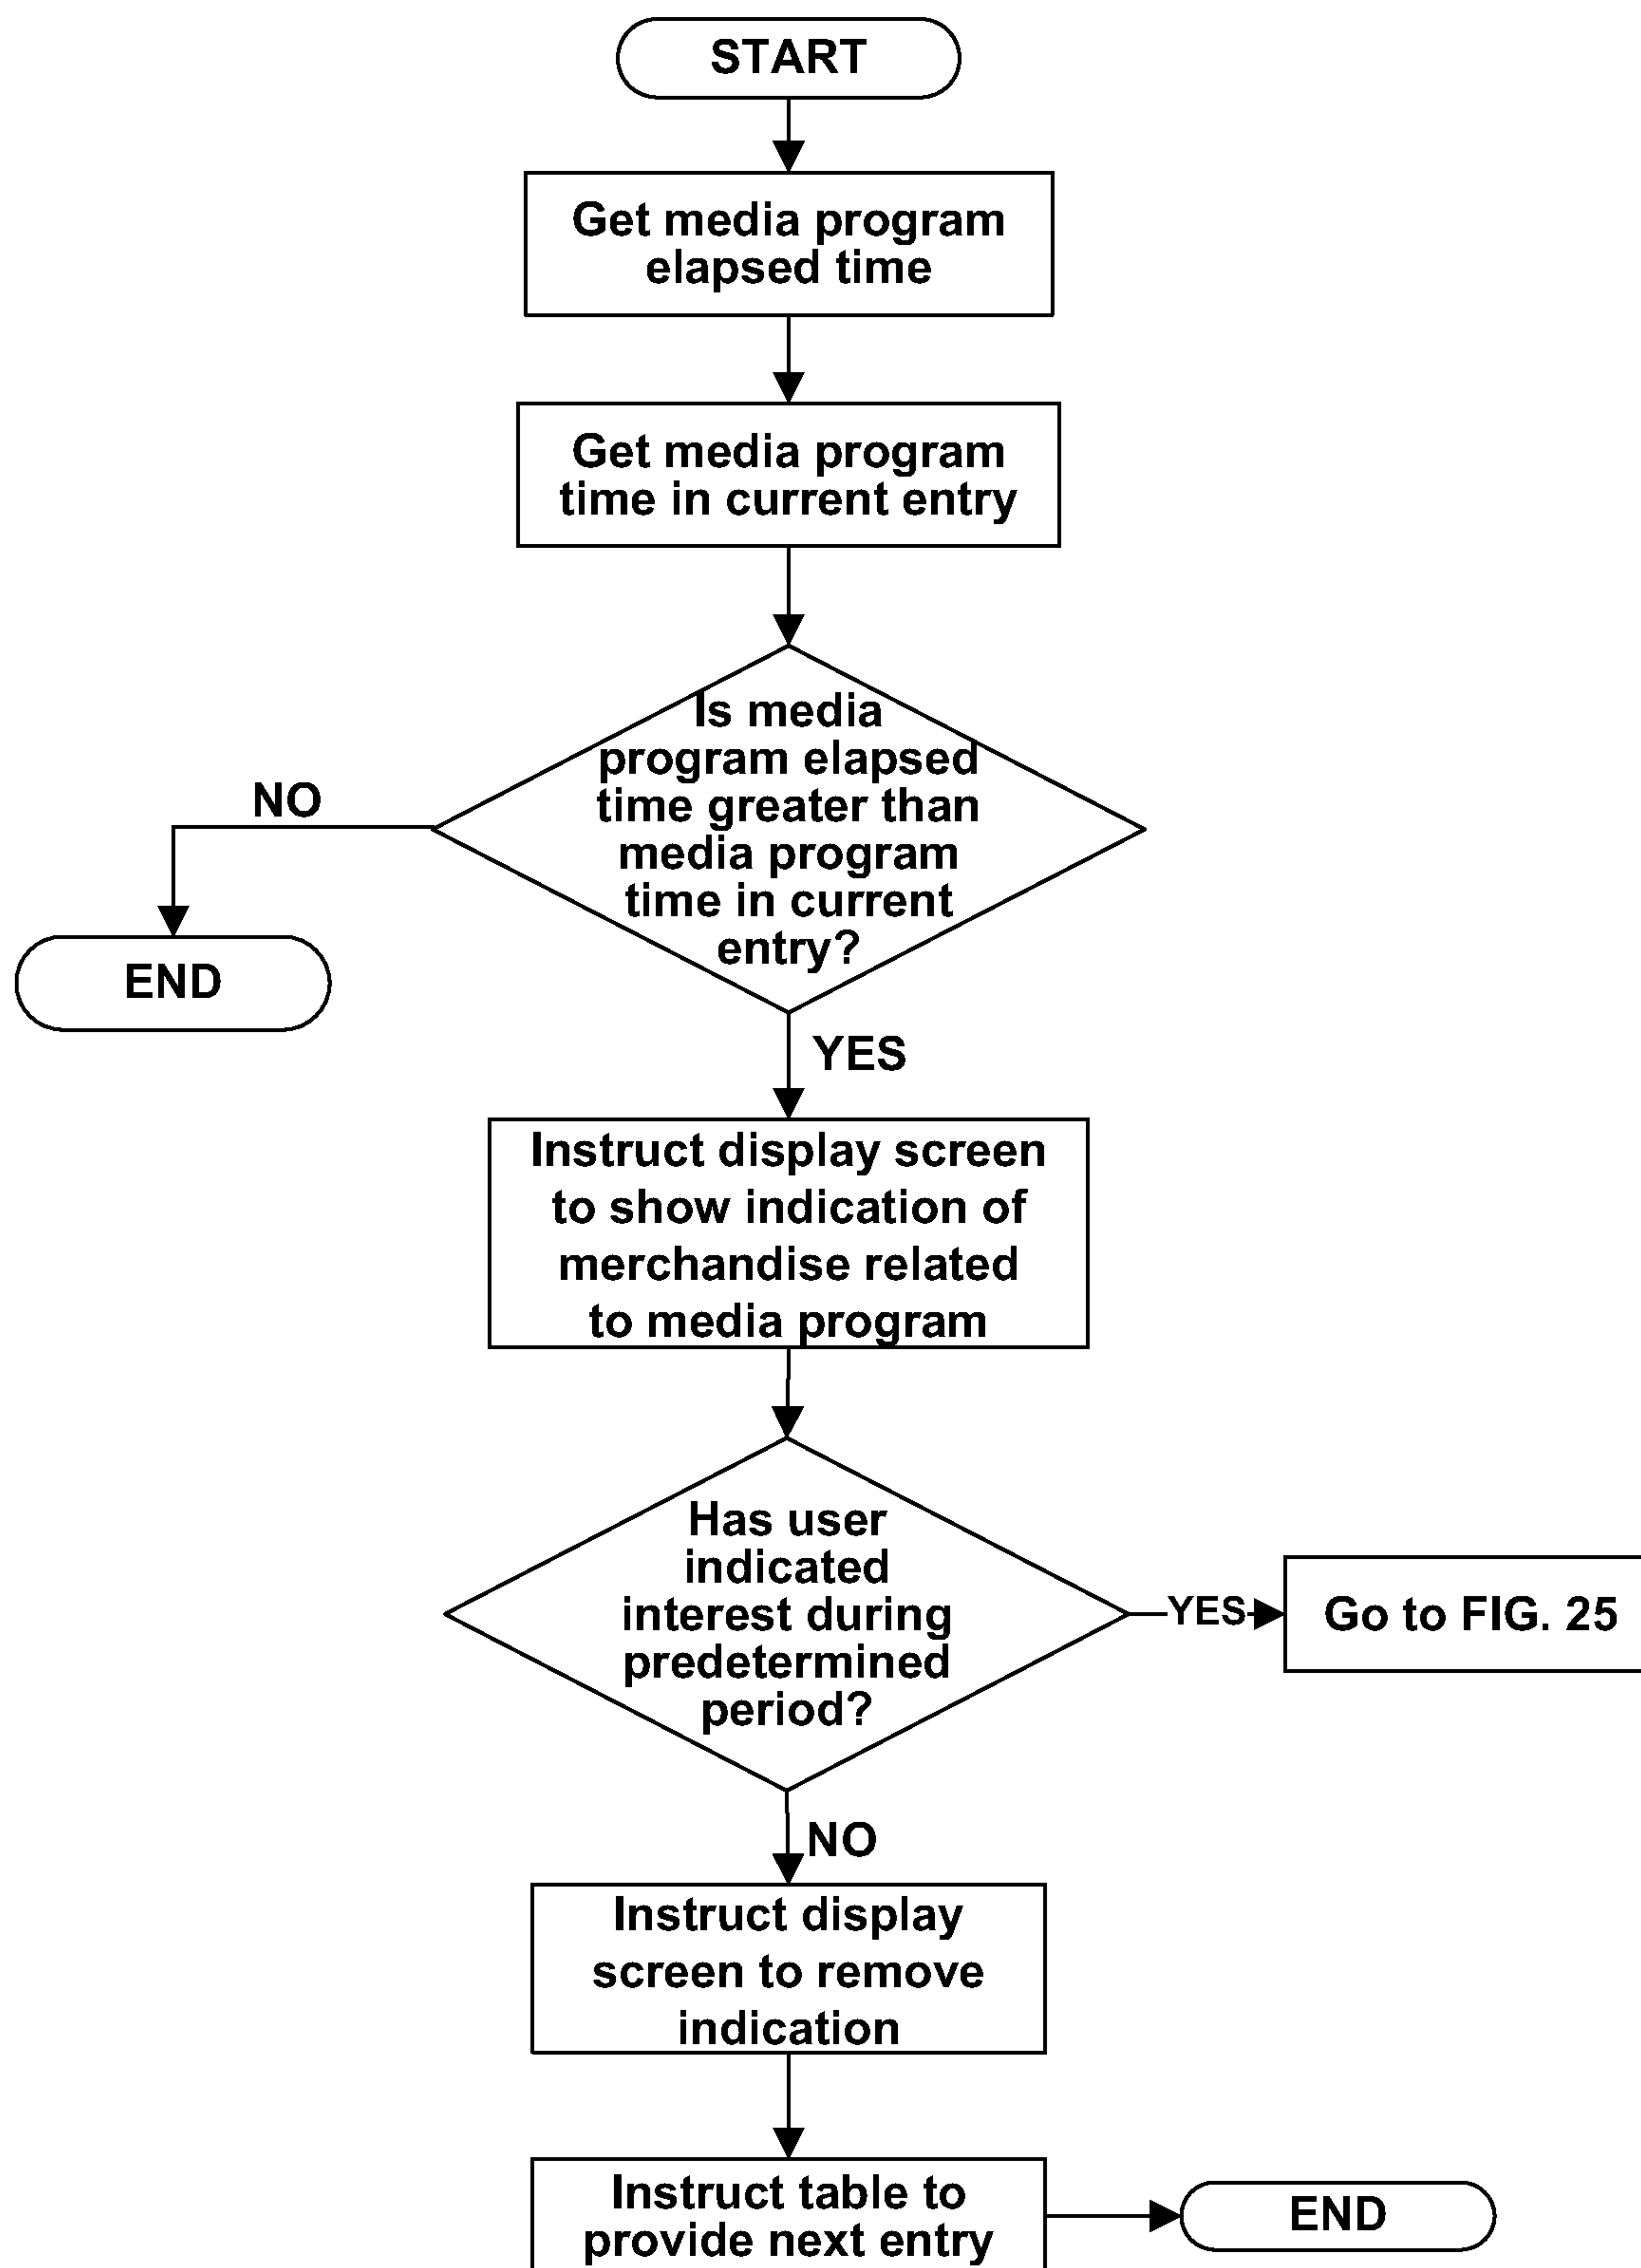 START
Get media program
elapsed time
Get media program
time in current entry
Is media
program elapsed
time greater than
media program
time in current
entry?
NO
END
YES
Instruct display screen
to show indication of
merchandise related
to media program
Has user
indicated
interest during
predetermined
period?
YES
Go to FIG. 25
NO
Instruct display
screen to remove
indication
Instruct table to
provide next entry
END